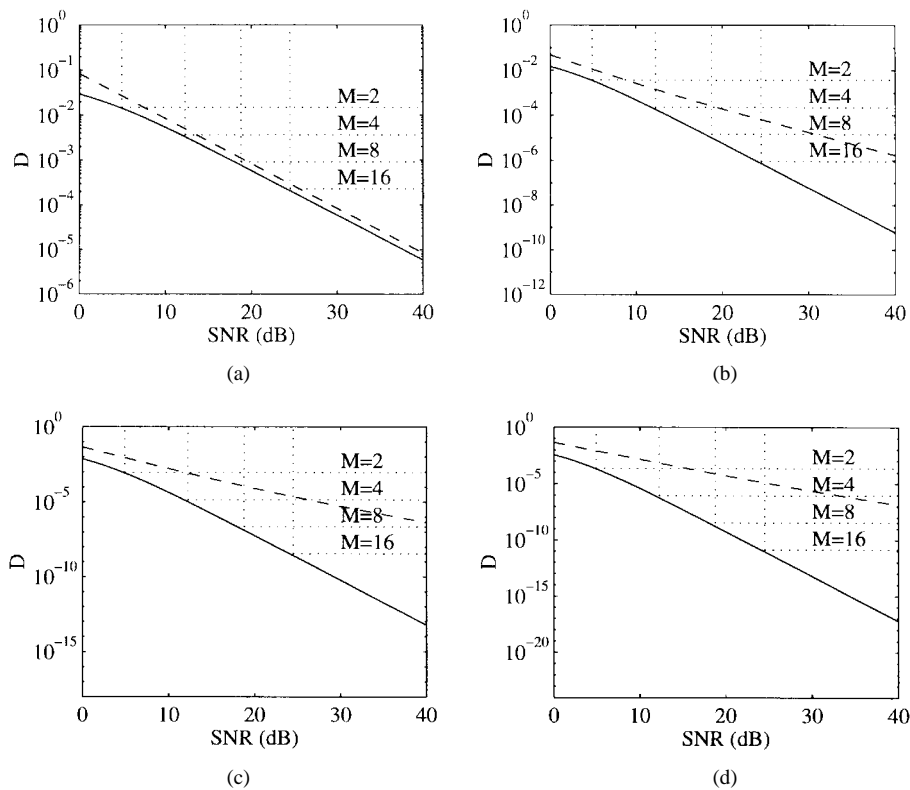 10^0
10^−1
10^−2
10^−3
10^−4
10^−5
10^−6
D
M=2
M=4
M=8
M=16
0 10 20 30 40
SNR (dB)
(a)
10^0
10^−2
10^−4
10^−6
10^−8
10^−10
10^−12
D
M=2
M=4
M=8
M=16
0 10 20 30 40
SNR (dB)
(b)
10^0
10^−5
10^−10
10^−15
D
M=2
M=4
M=8
M=16
0 10 20 30 40
SNR (dB)
(c)
10^0
10^−5
10^−10
10^−15
10^−20
D
M=2
M=4
M=8
M=16
0 10 20 30 40
SNR (dB)
(d)